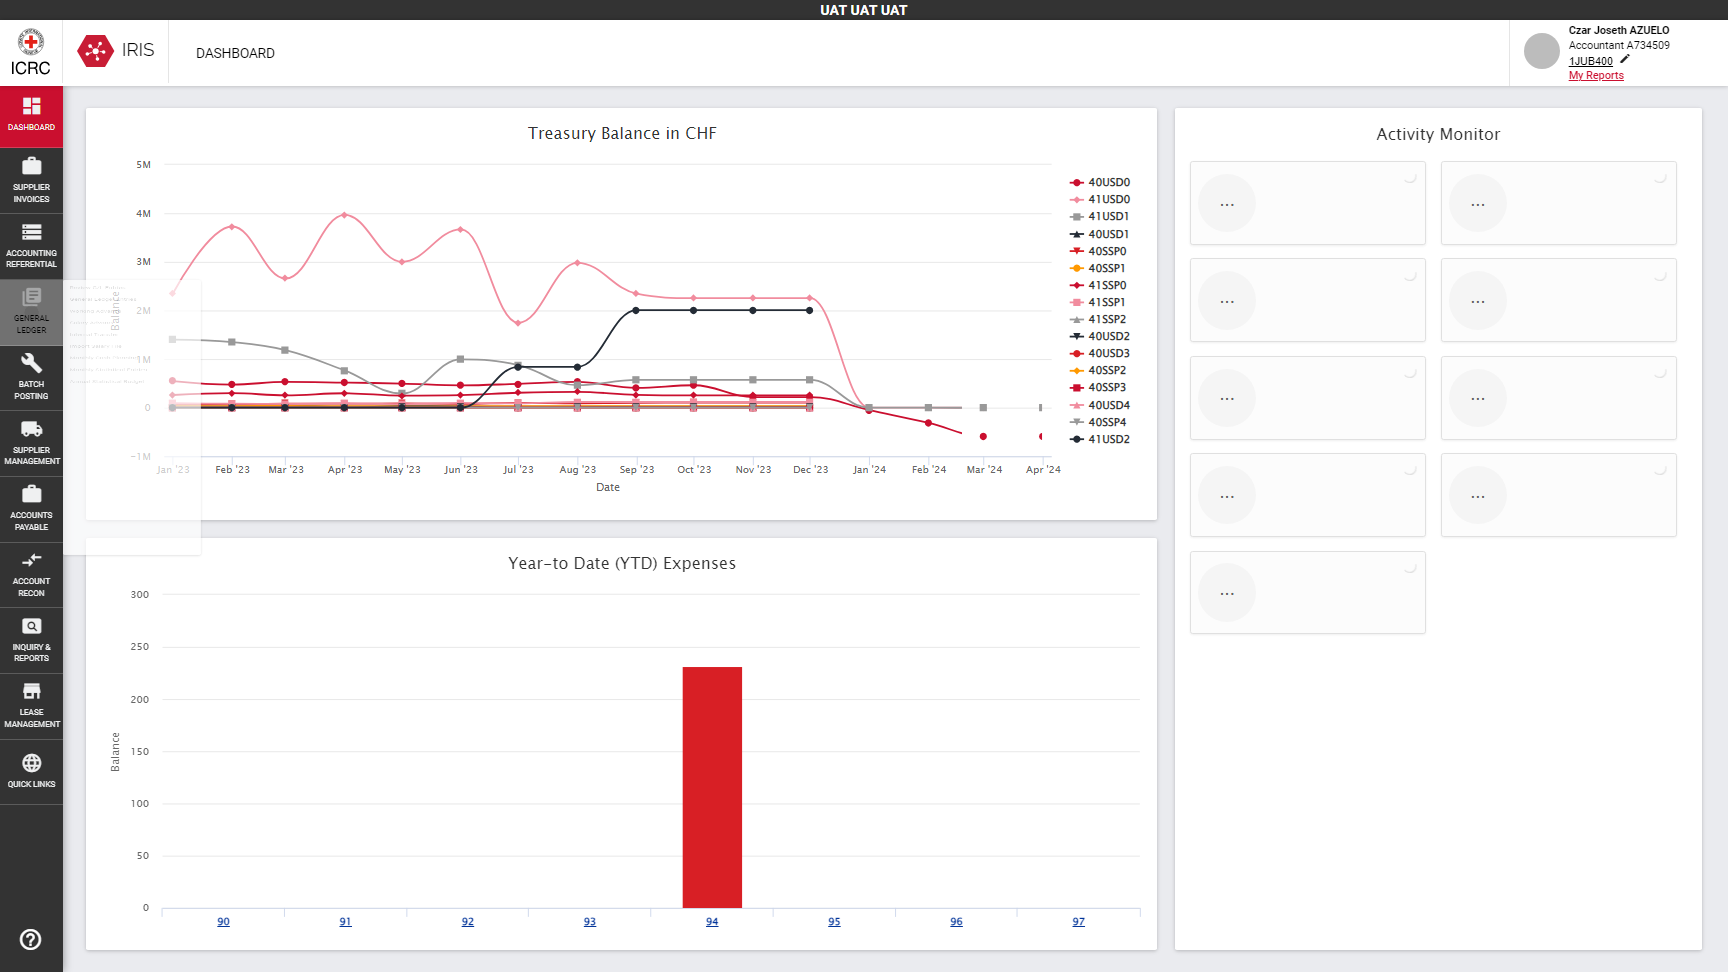 UAT UAT UAT
ICRC
IRIS
DASHBOARD
Czar Joseth AZUELO
Accountant A734509
1JUB400
My Reports
DASHBOARD
SUPPLIER
INVOICES
ACCOUNTING
REFERENTIAL
GENERAL
LEDGER
BATCH
POSTING
SUPPLIER
MANAGEMENT
ACCOUNTS
PAYABLE
ACCOUNT
RECON
INQUIRY &
REPORTS
LEASE
MANAGEMENT
QUICK LINKS
Treasury Balance in CHF
5M
4M
3M
2M
1M
0
-1M
Balance
Jan '23 Feb '23 Mar '23 Apr '23 May '23 Jun '23 Jul '23 Aug '23 Sep '23 Oct '23 Nov '23 Dec '23 Jan '24 Feb '24 Mar '24 Apr '24
Date
40USD0
41USD0
41USD1
40USD1
40SSP0
40SSP1
41SSP0
41SSP1
41SSP2
40USD2
40USD3
40SSP2
40SSP3
40USD4
40SSP4
41USD2
Year-to Date (YTD) Expenses
300
250
200
150
100
50
0
Balance
90 91 92 93 94 95 96 97
Activity Monitor
... ...
... ...
... ...
... ...
...